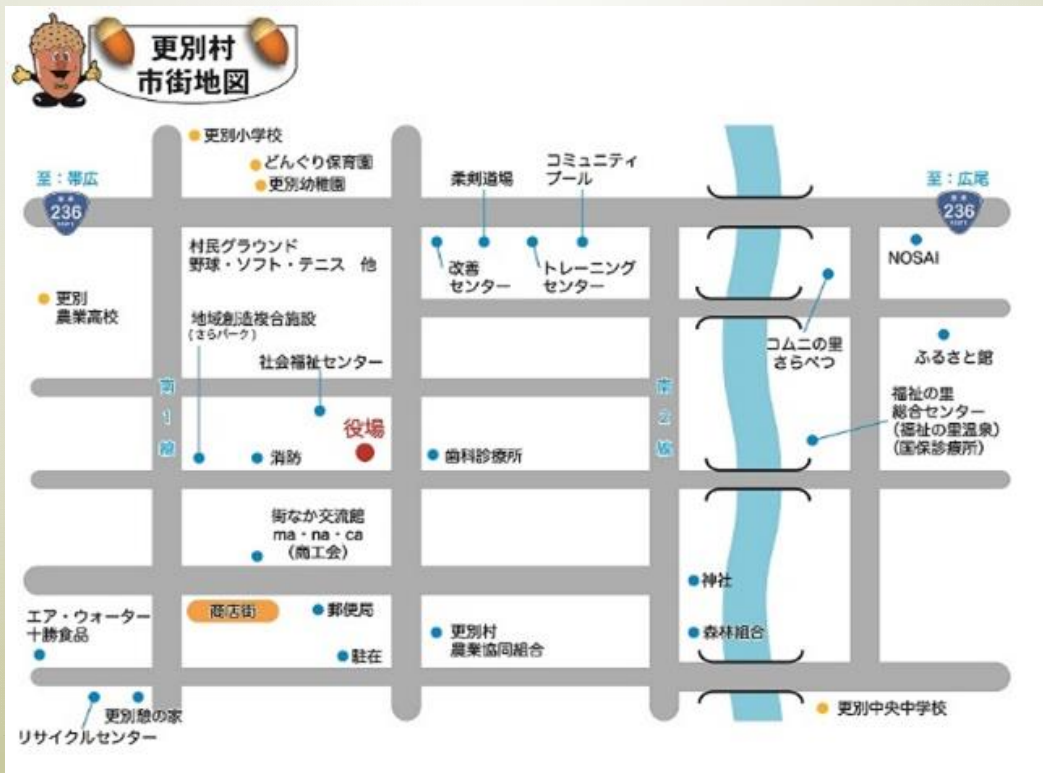 更別村
市街地図
更別小学校
どんぐり保育園
更別幼稚園
至：帯広
236
柔剣道場
コミュニティ
プール
至：広尾
236
村民グラウンド
野球・ソフト・テニス　他
改善
センター
トレーニング
センター
NOSAI
更別
農業高校
地域創造複合施設
(さらパーク)
社会福祉センター
コムニの里
さらべつ
ふるさと館
南1線
南2線
福祉の里
総合センター
(福祉の里温泉)
(国保診療所)
役場
消防
歯科診療所
街なか交流館
ma・na・ca
(商工会)
神社
エア・ウォーター
十勝食品
商店街
郵便局
更別村
農業協同組合
森林組合
駐在
更別憩の家
リサイクルセンター
更別中央中学校